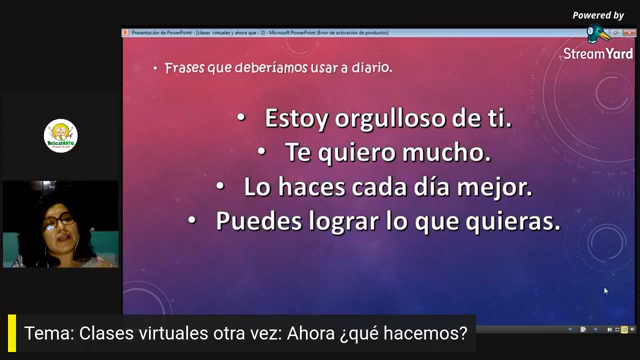 Powered by
StreamYard
Presentación de PowerPoint - [clases virtuales y ahora que - 2] - Microsoft PowerPoint (Error de activación de productos)
• Frases que deberíamos usar a diario.
• Estoy orgulloso de ti.
• Te quiero mucho.
• Lo haces cada día mejor.
• Puedes lograr lo que quieras.
Tema: Clases virtuales otra vez: Ahora ¿qué hacemos?